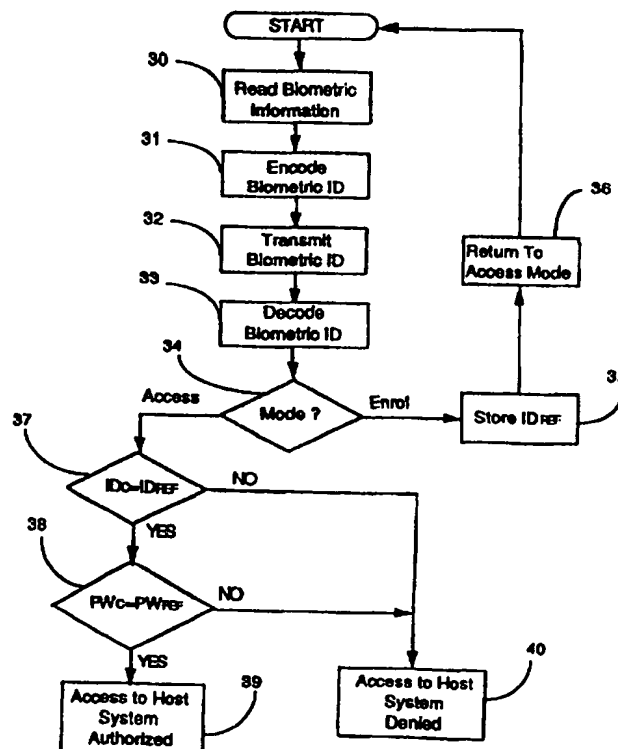 START
30
Read Biometric
Information
31
Encode
Biometric ID
32
Transmit
Biometric ID
33
Decode
Biometric ID
36
Return To
Access Mode
34
Mode ?
Access
Enrol
Store IDREF
37
IDC=IDREF
NO
YES
38
PWC=PWREF
NO
YES
39
Access to Host
System
Authorized
40
Access to Host
System
Denied